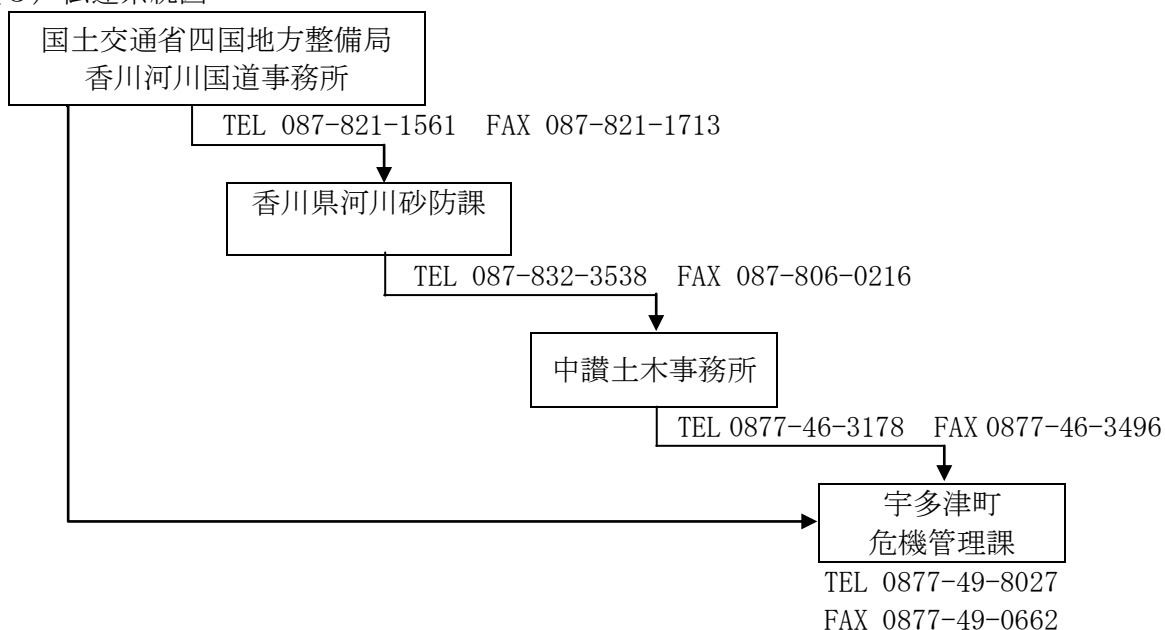 国土交通省四国地方整備局
香川河川国道事務所
TEL 087-821-1561 FAX 087-821-1713
香川県河川砂防課
TEL 087-832-3538 FAX 087-806-0216
中讃土木事務所
TEL 0877-46-3178 FAX 0877-46-3496
宇多津町
危機管理課
TEL 0877-49-8027
FAX 0877-49-0662